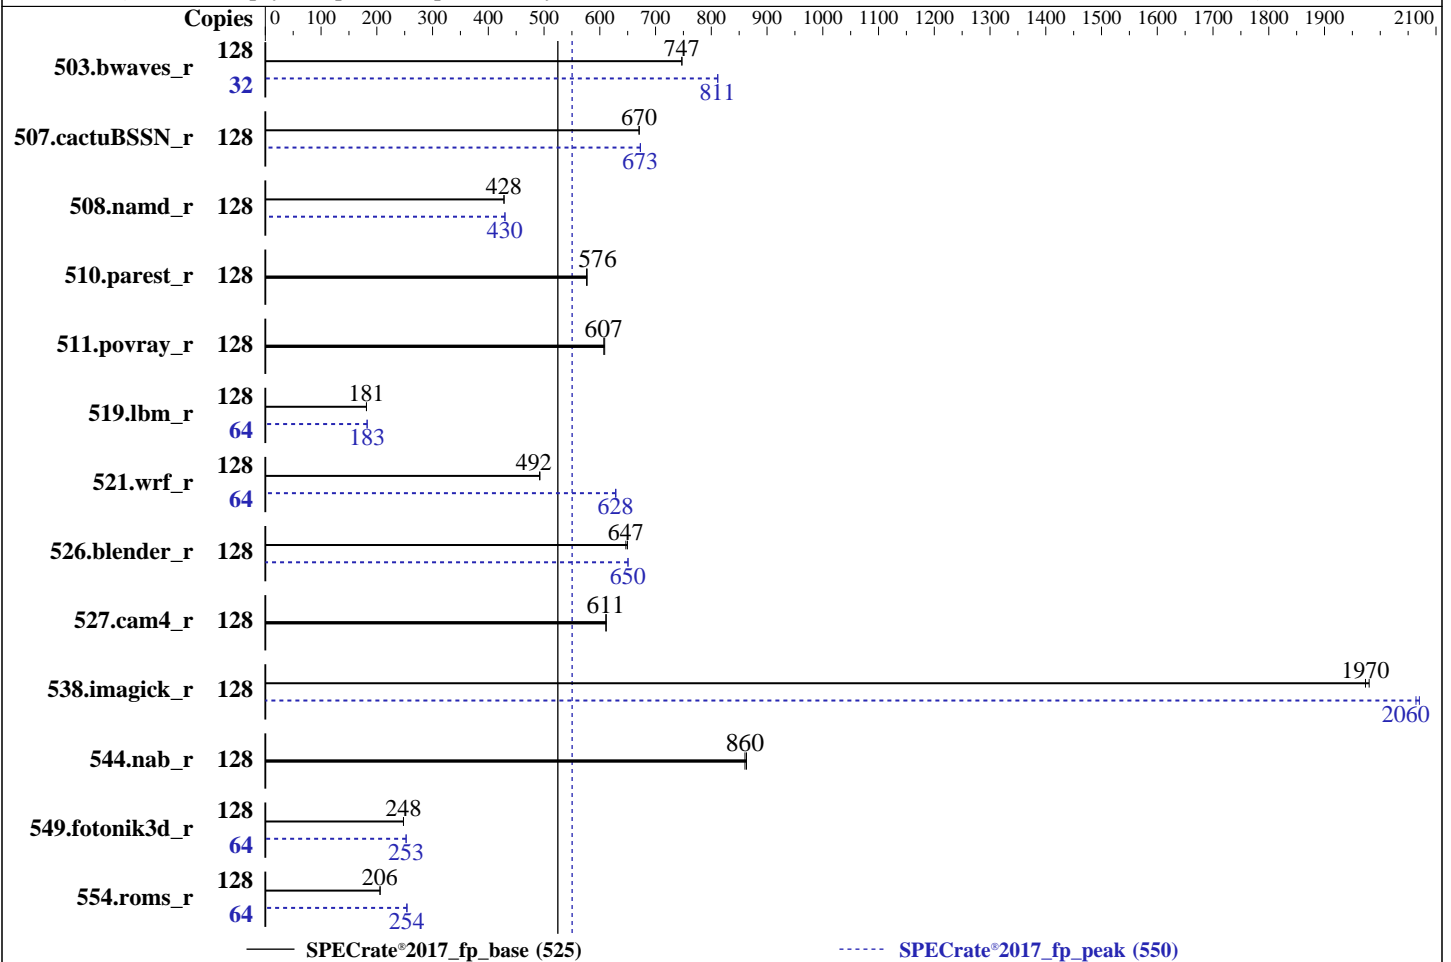 Copies 0 100 200 300 400 500 600 700 800 900 1000 1100 1200 1300 1400 1500 1600 1700 1800 1900 2100
503.bwaves_r 128 747
32 811
507.cactuBSSN_r 128 670
673
508.namd_r 128 428
430
510.parest_r 128 576
511.povray_r 128 607
519.lbm_r 128 181
64 183
521.wrf_r 128 492
64 628
526.blender_r 128 647
650
527.cam4_r 128 611
538.imagick_r 128 1970
2060
544.nab_r 128 860
549.fotonik3d_r 128 248
64 253
554.roms_r 128 206
64 254
SPECrate®2017_fp_base (525) SPECrate®2017_fp_peak (550)